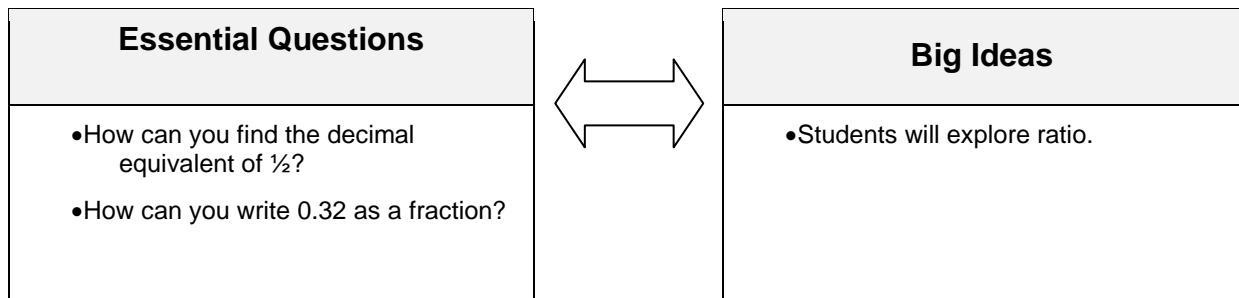 Essential Questions
•How can you find the decimal
equivalent of ½?
•How can you write 0.32 as a fraction?
Big Ideas
•Students will explore ratio.